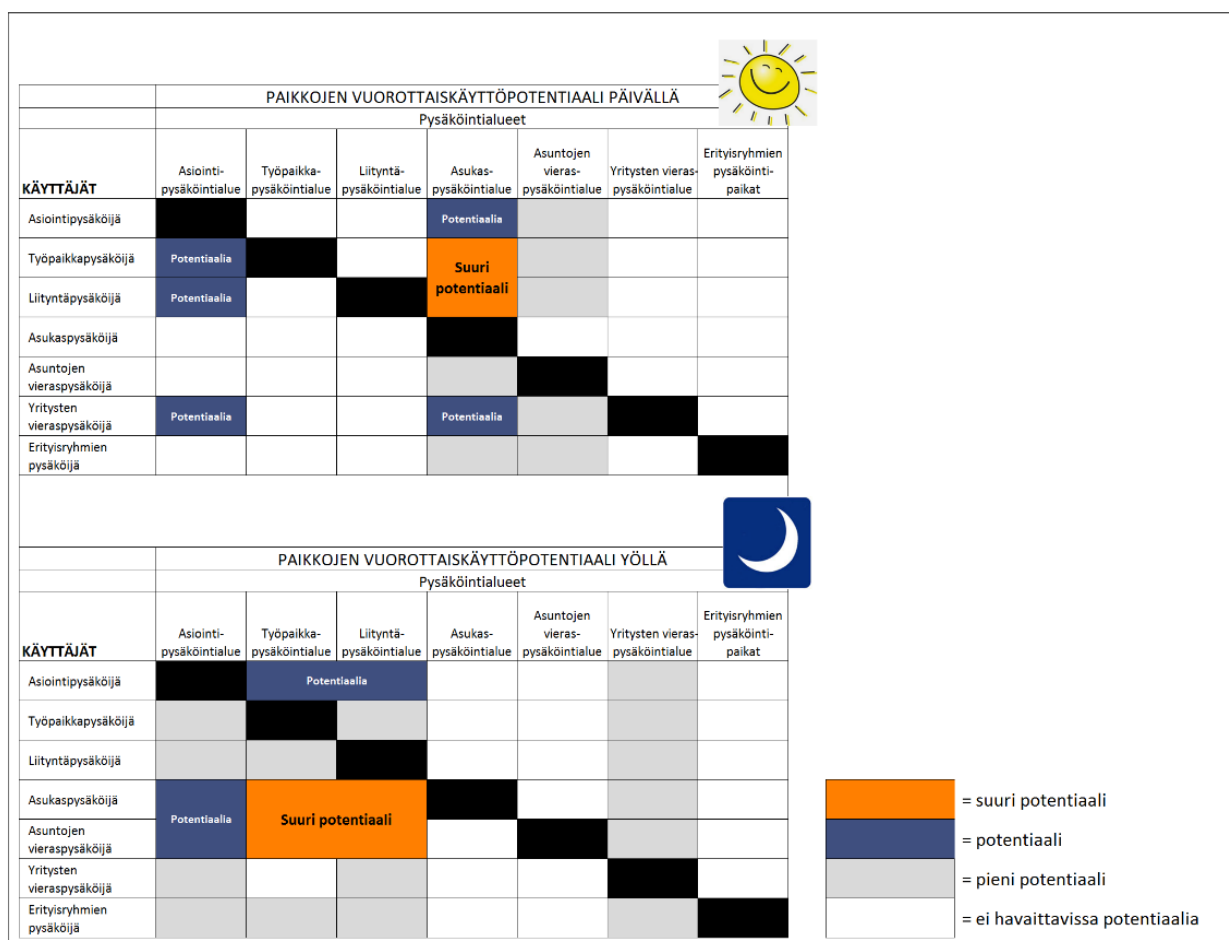 PAIKKOJEN VUOROTTAISKÄYTTÖPOTENTIAALI PÄIVÄLLÄ
Pysäköintialueet
KÄYTTÄJÄT
Asiointi-
pysäköintialue
Työpaikka-
pysäköintialue
Liityntä-
pysäköintialue
Asukas-
pysäköintialue
Asuntojen
vieras-
pysäköintialue
Yritysten vieras-
pysäköintialue
Erityisryhmien
pysäköinti-
paikat
Asiointipysäköijä
Potentiaalia
Työpaikkapysäköijä
Potentiaalia
Suuri
potentiaali
Liityntäpysäköijä
Potentiaalia
Asukaspysäköijä
Asuntojen
vieraspysäköijä
Yritysten
vieraspysäköijä
Potentiaalia
Potentiaalia
Erityisryhmien
pysäköijä
PAIKKOJEN VUOROTTAISKÄYTTÖPOTENTIAALI YÖLLÄ
Pysäköintialueet
KÄYTTÄJÄT
Asiointi-
pysäköintialue
Työpaikka-
pysäköintialue
Liityntä-
pysäköintialue
Asukas-
pysäköintialue
Asuntojen
vieras-
pysäköintialue
Yritysten vieras-
pysäköintialue
Erityisryhmien
pysäköinti-
paikat
Asiointipysäköijä
Potentiaalia
Työpaikkapysäköijä
Liityntäpysäköijä
Asukaspysäköijä
Potentiaalia
Suuri potentiaali
Asuntojen
vieraspysäköijä
Yritysten
vieraspysäköijä
Erityisryhmien
pysäköijä
= suuri potentiaali
= potentiaali
= pieni potentiaali
= ei havaittavissa potentiaalia